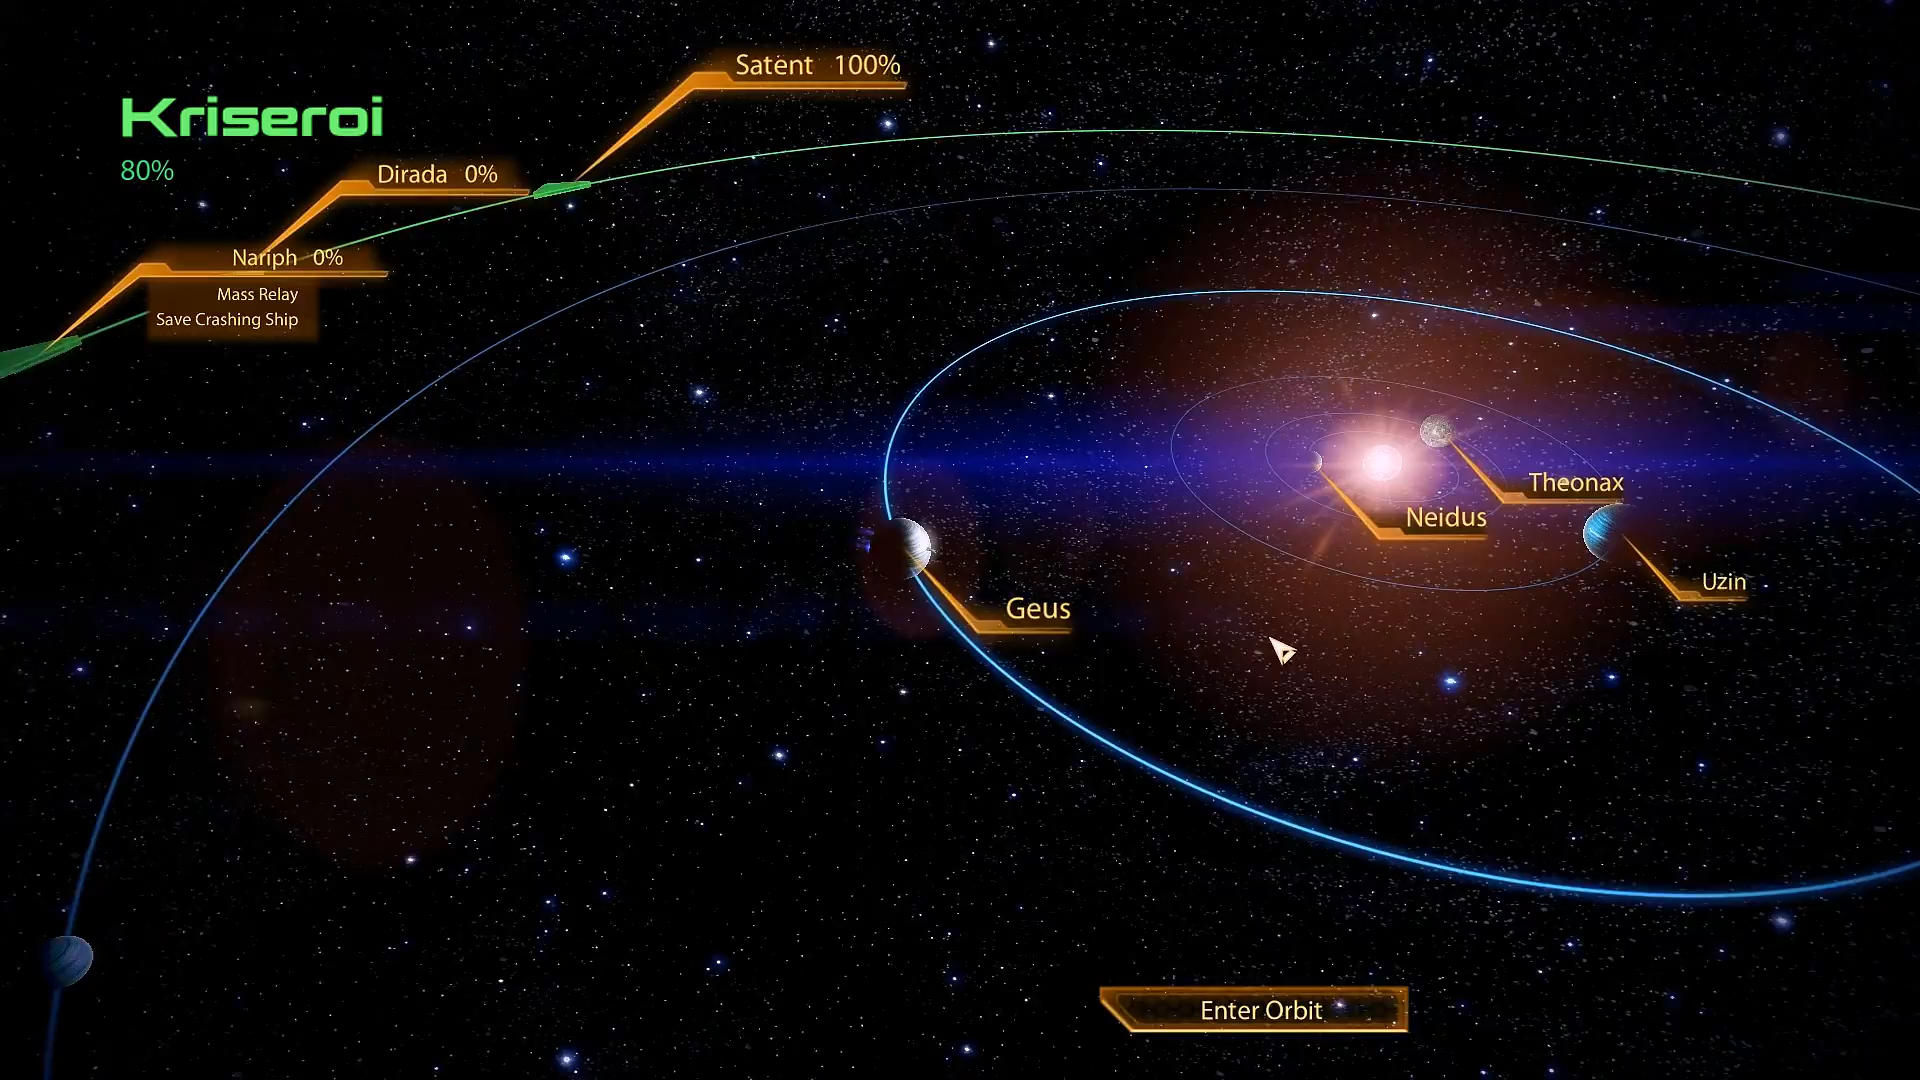 Satent 100%
Kriseroi
80%
Dirada 0%
Nariph 0%
Mass Relay
Save Crashing Ship
Theonax
Neidus
Uzin
Geus
Enter Orbit